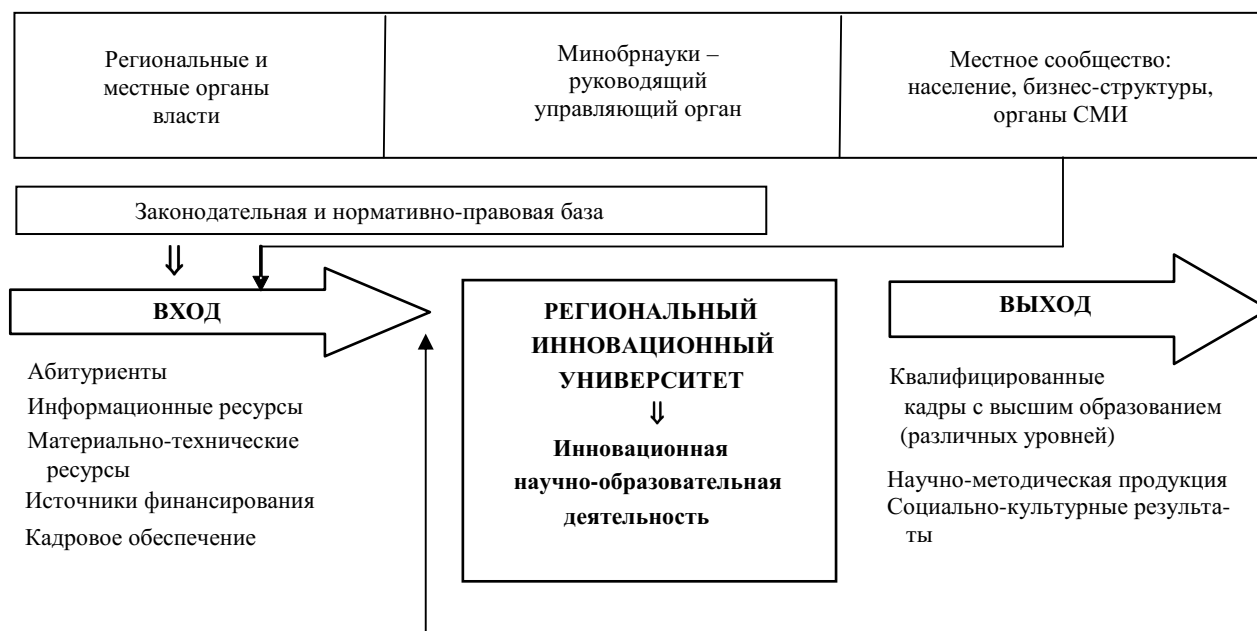 Региональные и
местные органы
власти
Минобрнауки –
руководящий
управляющий орган
Местное сообщество:
население, бизнес-структуры,
органы СМИ
Законодательная и нормативно-правовая база
ВХОД
Абитуриенты
Информационные ресурсы
Материально-технические
ресурсы
Источники финансирования
Кадровое обеспечение
РЕГИОНАЛЬНЫЙ
ИННОВАЦИОННЫЙ
УНИВЕРСИТЕТ
Инновационная
научно-образовательная
деятельность
ВЫХОД
Квалифицированные
кадры с высшим образованием
(различных уровней)
Научно-методическая продукция
Социально-культурные результа-
ты